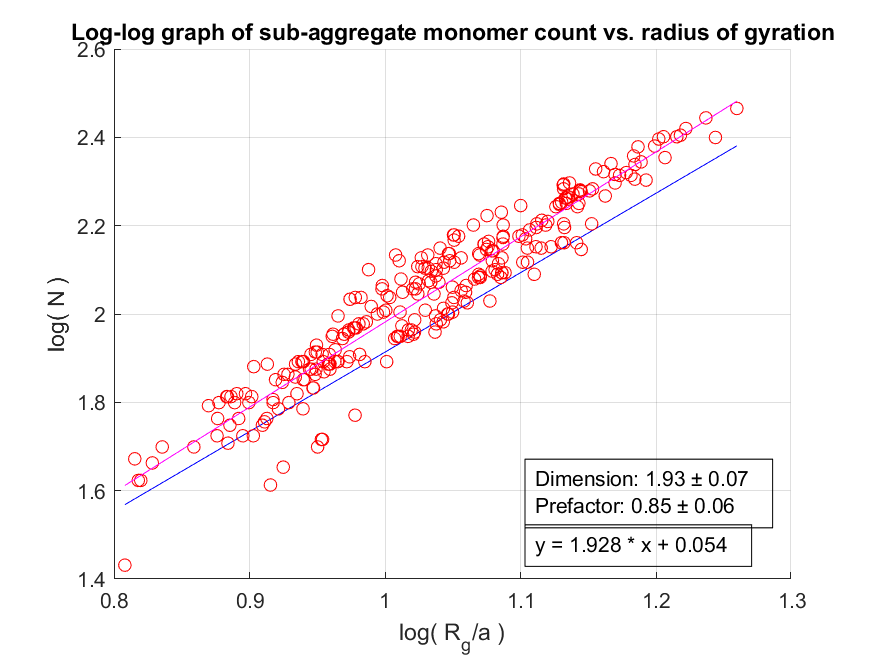 Log-log graph of sub-aggregate monomer count vs. radius of gyration
2.6
2.4
2.2
2
1.8
1.6
1.4
log( N )
Dimension: 1.93 ± 0.07
Prefactor: 0.85 ± 0.06
y = 1.928 * x + 0.054
0.8 0.9 1 1.1 1.2 1.3
log( R_g/a )